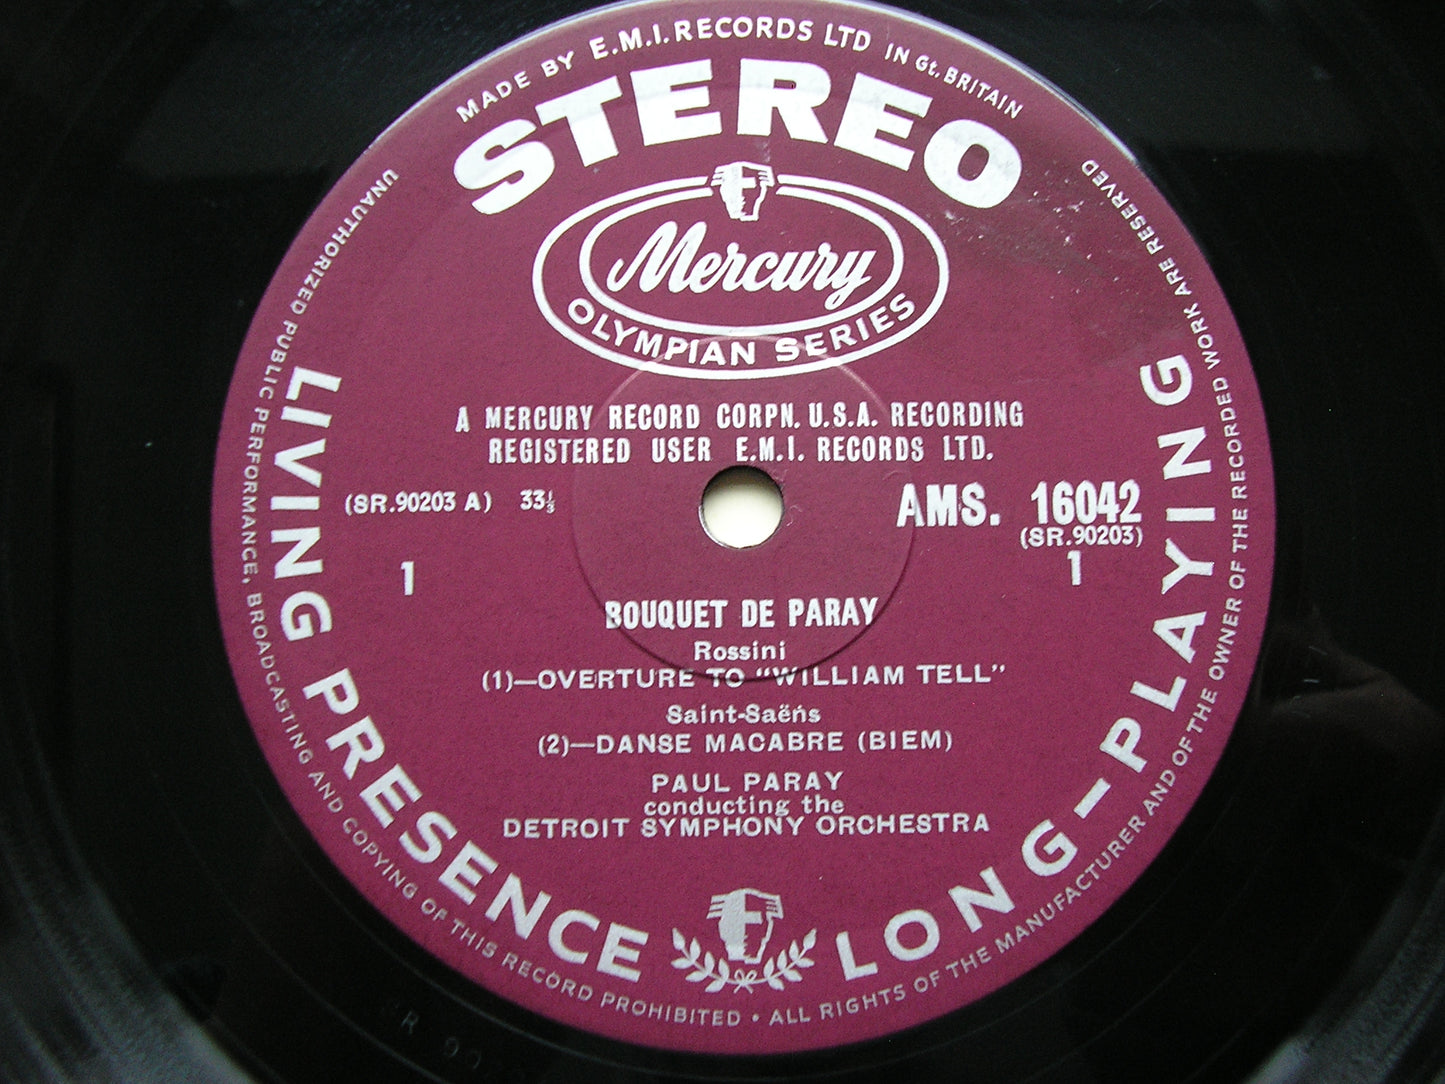 MADE BY E.M.I. RECORDS LTD IN Gt. BRITAIN
STEREO
Mercury
OLYMPIAN SERIES
A MERCURY RECORD CORPN. U.S.A. RECORDING
REGISTERED USER E.M.I. RECORDS LTD.
(SR.90203 A) 33⅓ AMS. 16042
(SR.90203)
1 1
BOUQUET DE PARAY
Rossini
(1)—OVERTURE TO "WILLIAM TELL"
Saint-Saëns
(2)—DANSE MACABRE (BIEM)
PAUL PARAY
conducting the
DETROIT SYMPHONY ORCHESTRA
LIVING PRESENCE LONG-PLAYING
UNAUTHORIZED PUBLIC PERFORMANCE, BROADCASTING AND COPYING OF THIS RECORD PROHIBITED • ALL RIGHTS OF THE MANUFACTURER AND OF THE OWNER OF THE RECORDED WORK ARE RESERVED